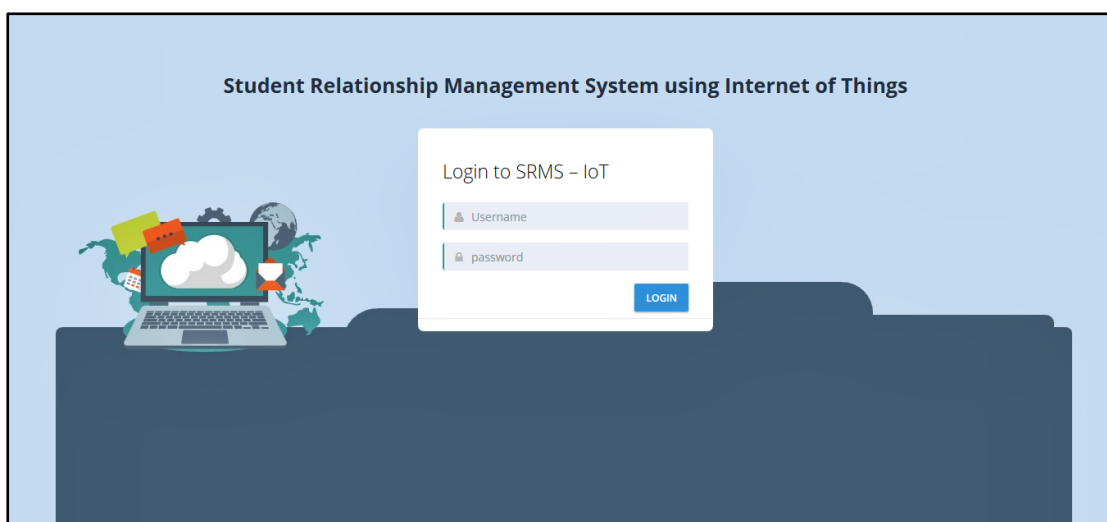 Student Relationship Management System using Internet of Things
Login to SRMS – IoT
Username
password
LOGIN